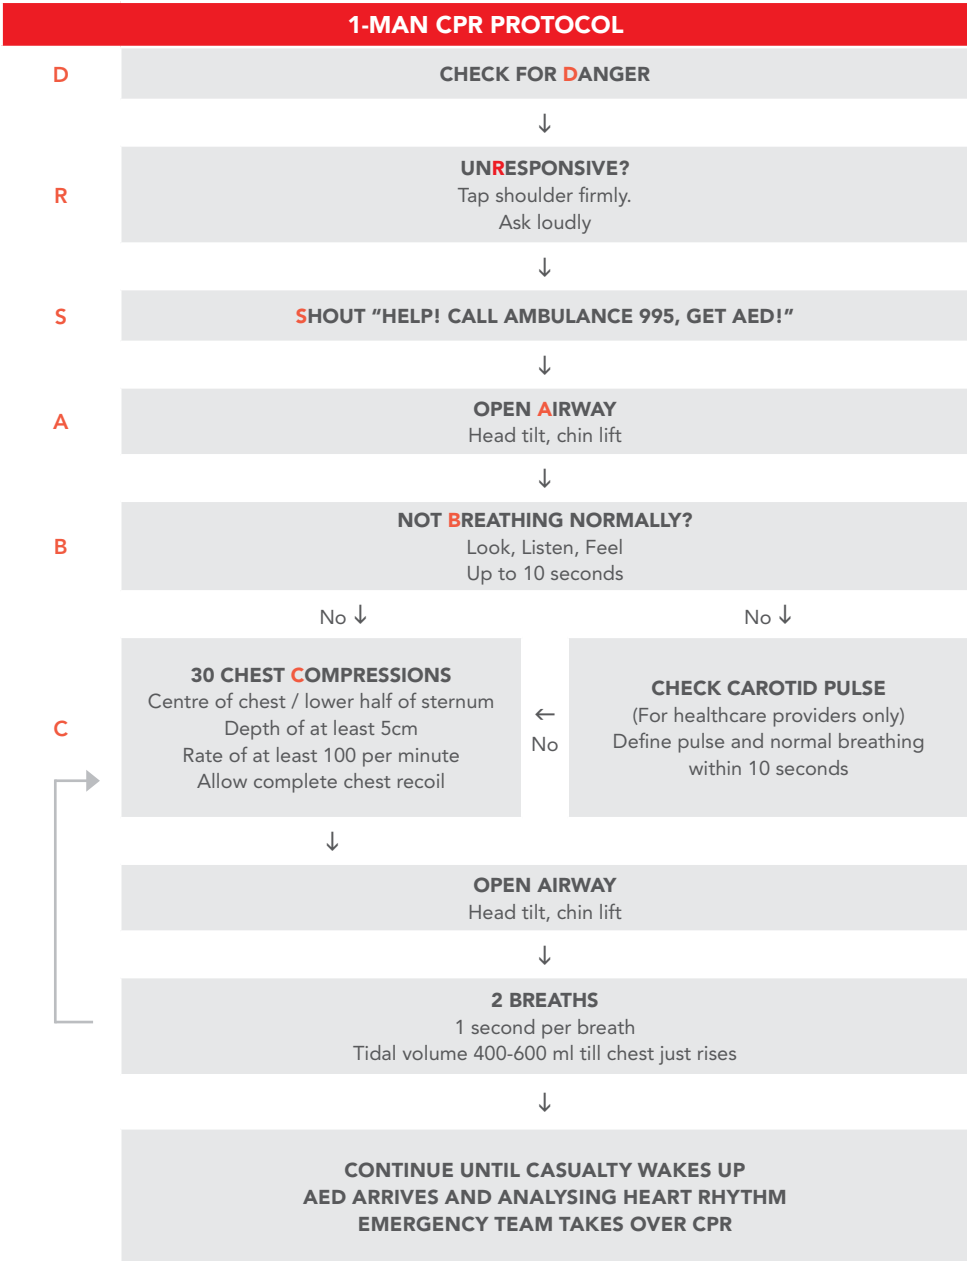 1-MAN CPR PROTOCOL
D
CHECK FOR DANGER
↓
R
UNRESPONSIVE?
Tap shoulder firmly.
Ask loudly
↓
S
SHOUT “HELP! CALL AMBULANCE 995, GET AED!”
↓
A
OPEN AIRWAY
Head tilt, chin lift
↓
B
NOT BREATHING NORMALLY?
Look, Listen, Feel
Up to 10 seconds
No ↓
No ↓
C
30 CHEST COMPRESSIONS
Centre of chest / lower half of sternum
Depth of at least 5cm
Rate of at least 100 per minute
Allow complete chest recoil
←
No
CHECK CAROTID PULSE
(For healthcare providers only)
Define pulse and normal breathing
within 10 seconds
↓
OPEN AIRWAY
Head tilt, chin lift
↓
2 BREATHS
1 second per breath
Tidal volume 400-600 ml till chest just rises
↓
CONTINUE UNTIL CASUALTY WAKES UP
AED ARRIVES AND ANALYSING HEART RHYTHM
EMERGENCY TEAM TAKES OVER CPR